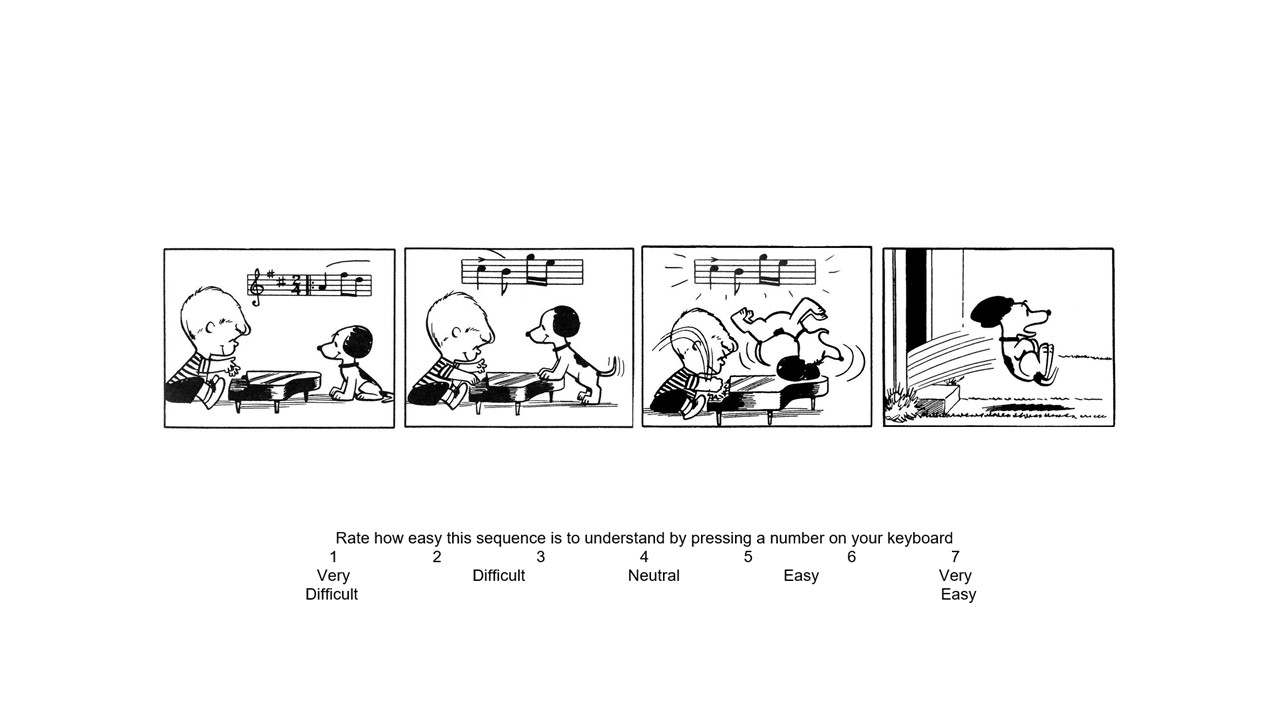 Rate how easy this sequence is to understand by pressing a number on your keyboard
1 2 3 4 5 6 7
Very Difficult Neutral Easy Very
Difficult Easy